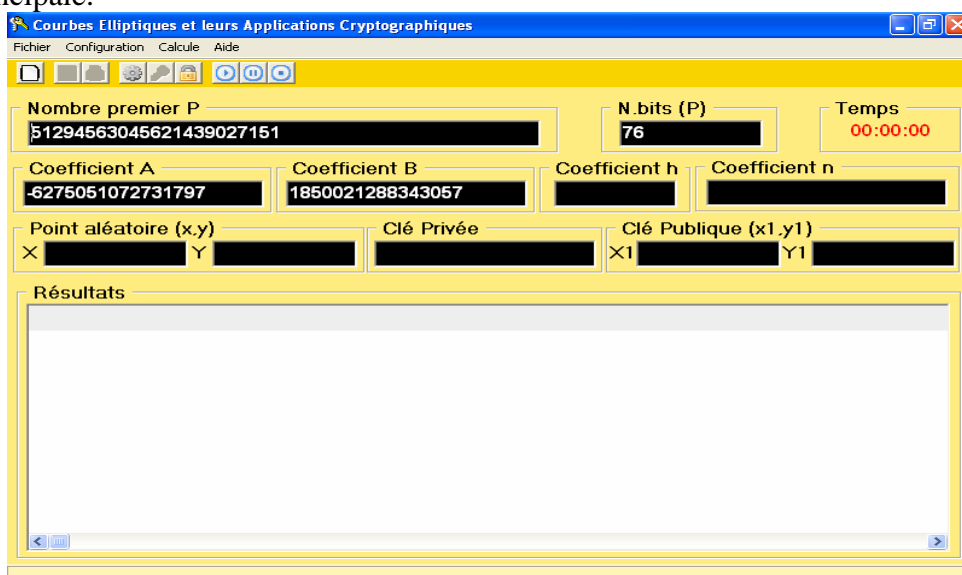 Courbes Elliptiques et leurs Applications Cryptographiques
Fichier Configuration Calcule Aide
Nombre premier P N.bits (P) Temps
51294563045621439027151 76 00:00:00
Coefficient A Coefficient B Coefficient h Coefficient n
-6275051072731797 1850021288343057
Point aléatoire (x,y) Clé Privée Clé Publique (x1,y1)
X Y X1 Y1
Résultats